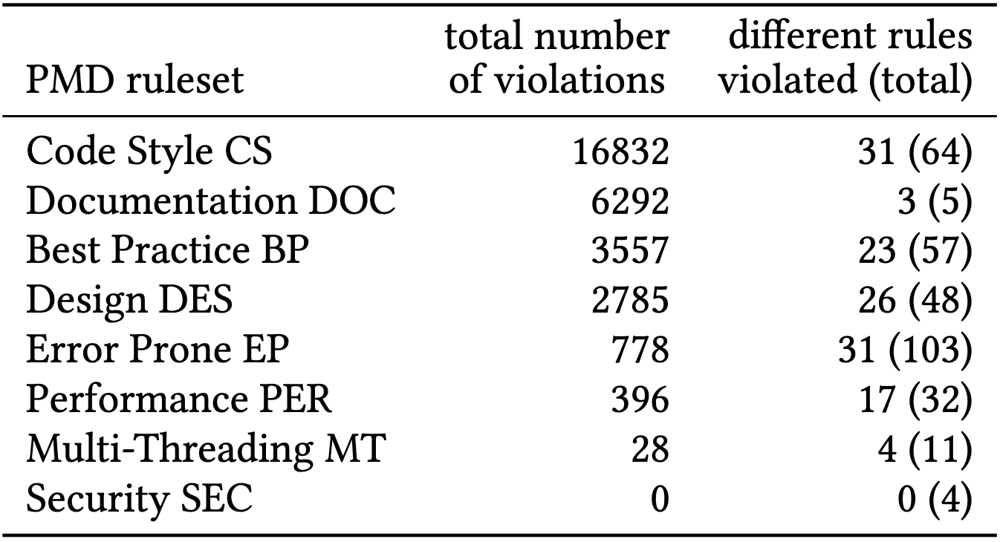 total number different rules
PMD ruleset of violations violated (total)
Code Style CS 16832 31 (64)
Documentation DOC 6292 3 (5)
Best Practice BP 3557 23 (57)
Design DES 2785 26 (48)
Error Prone EP 778 31 (103)
Performance PER 396 17 (32)
Multi-Threading MT 28 4 (11)
Security SEC 0 0 (4)